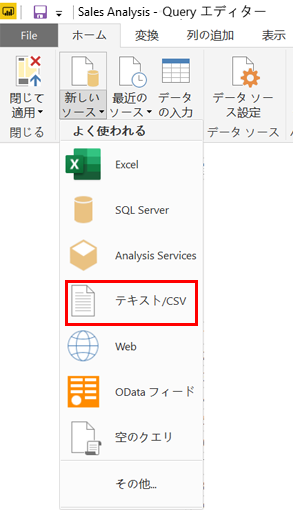 Sales Analysis - Query エディター
File ホーム 変換 列の追加 表示
閉じて
適用
新しい
ソース
最近の
ソース
データ
の入力
データ ソー
ス設定
閉じる
データ ソース
よく使われる
Excel
SQL Server
Analysis Services
テキスト/CSV
Web
OData フィード
空のクエリ
その他...